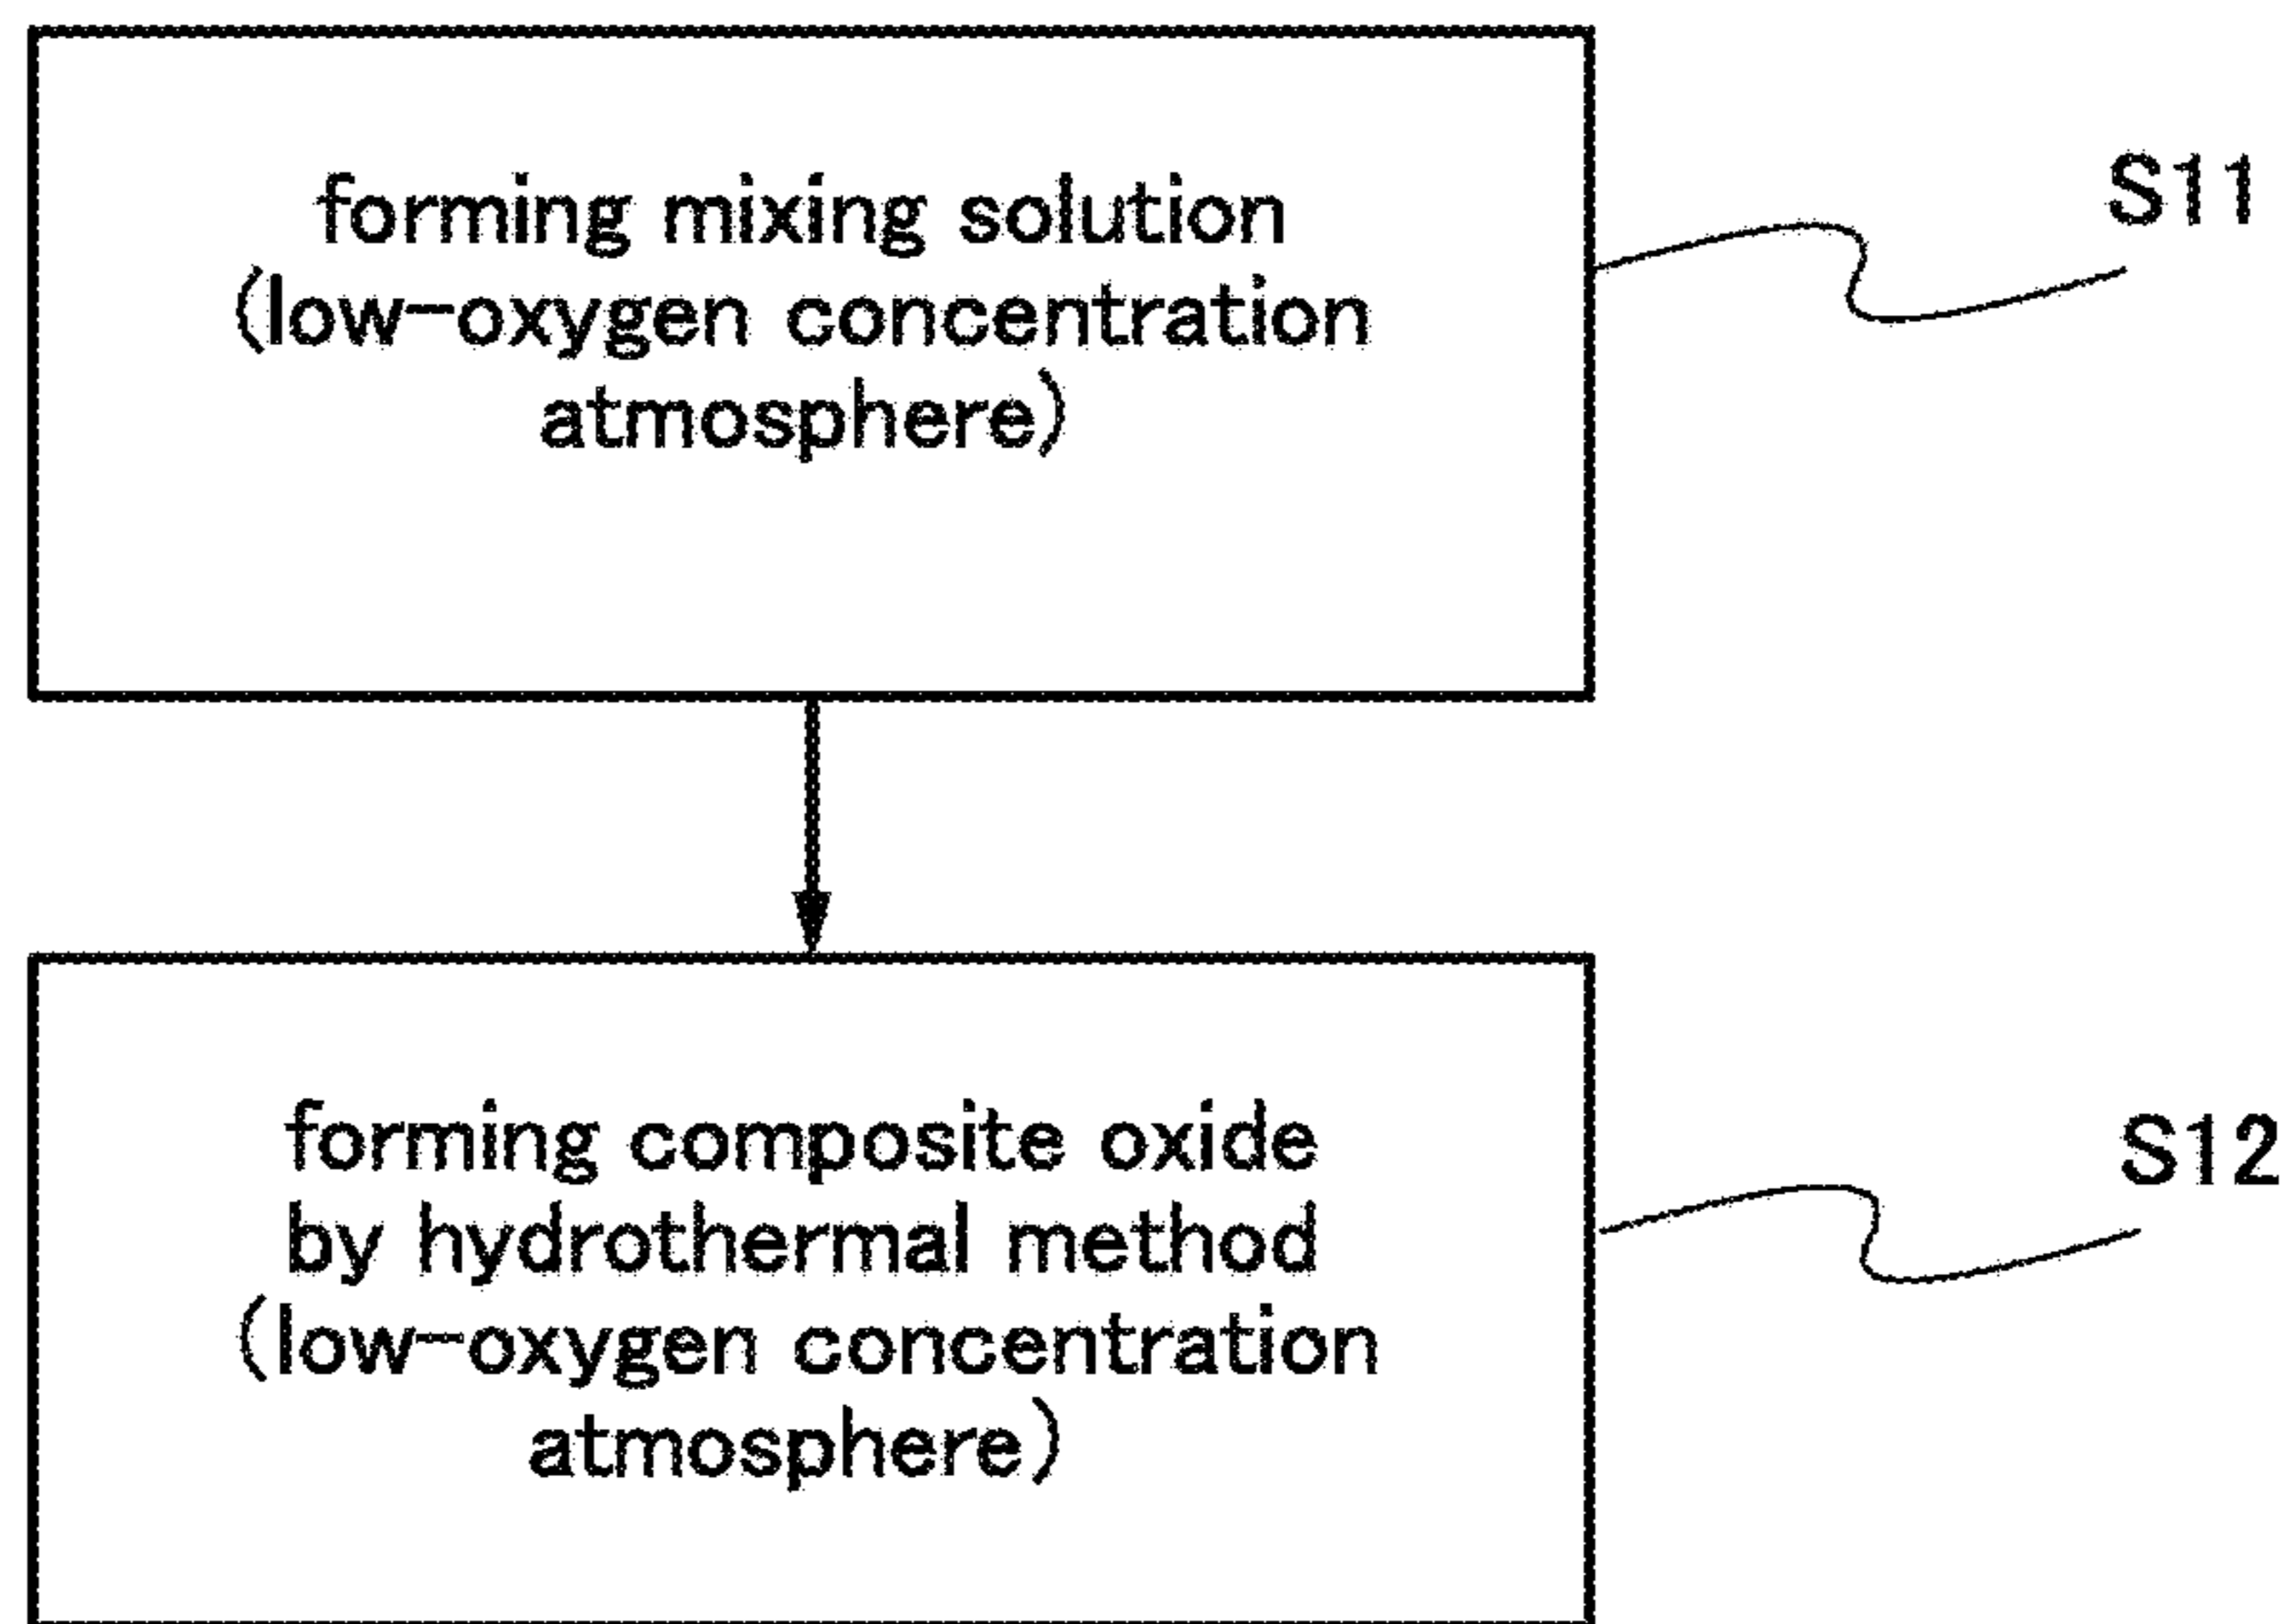 forming mixing solution
(low-oxygen concentration
atmosphere)
S11
forming composite oxide
by hydrothermal method
(low-oxygen concentration
atmosphere)
S12